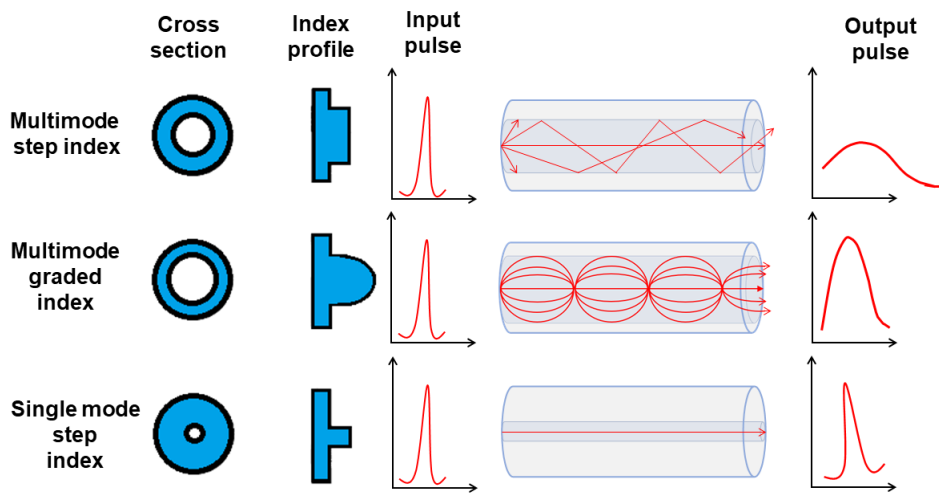 Cross
section
Index
profile
Input
pulse
Output
pulse
Multimode
step index
Multimode
graded
index
Single mode
step
index